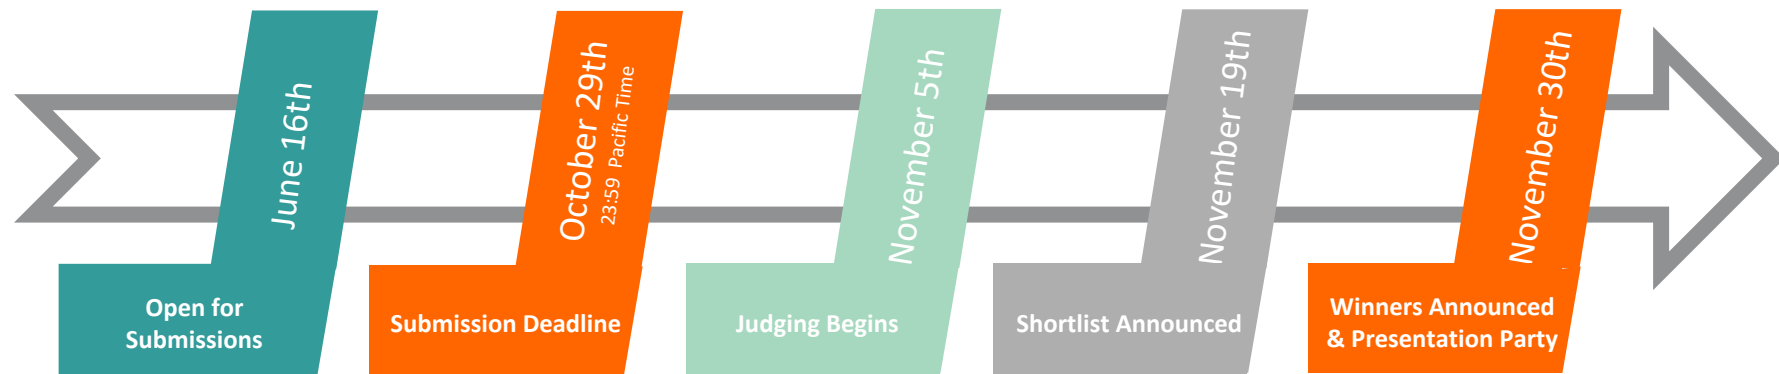 June 16th
Open for
Submissions
October 29th
23:59 Pacific Time
Submission Deadline
November 5th
Judging Begins
November 19th
Shortlist Announced
November 30th
Winners Announced
& Presentation Party